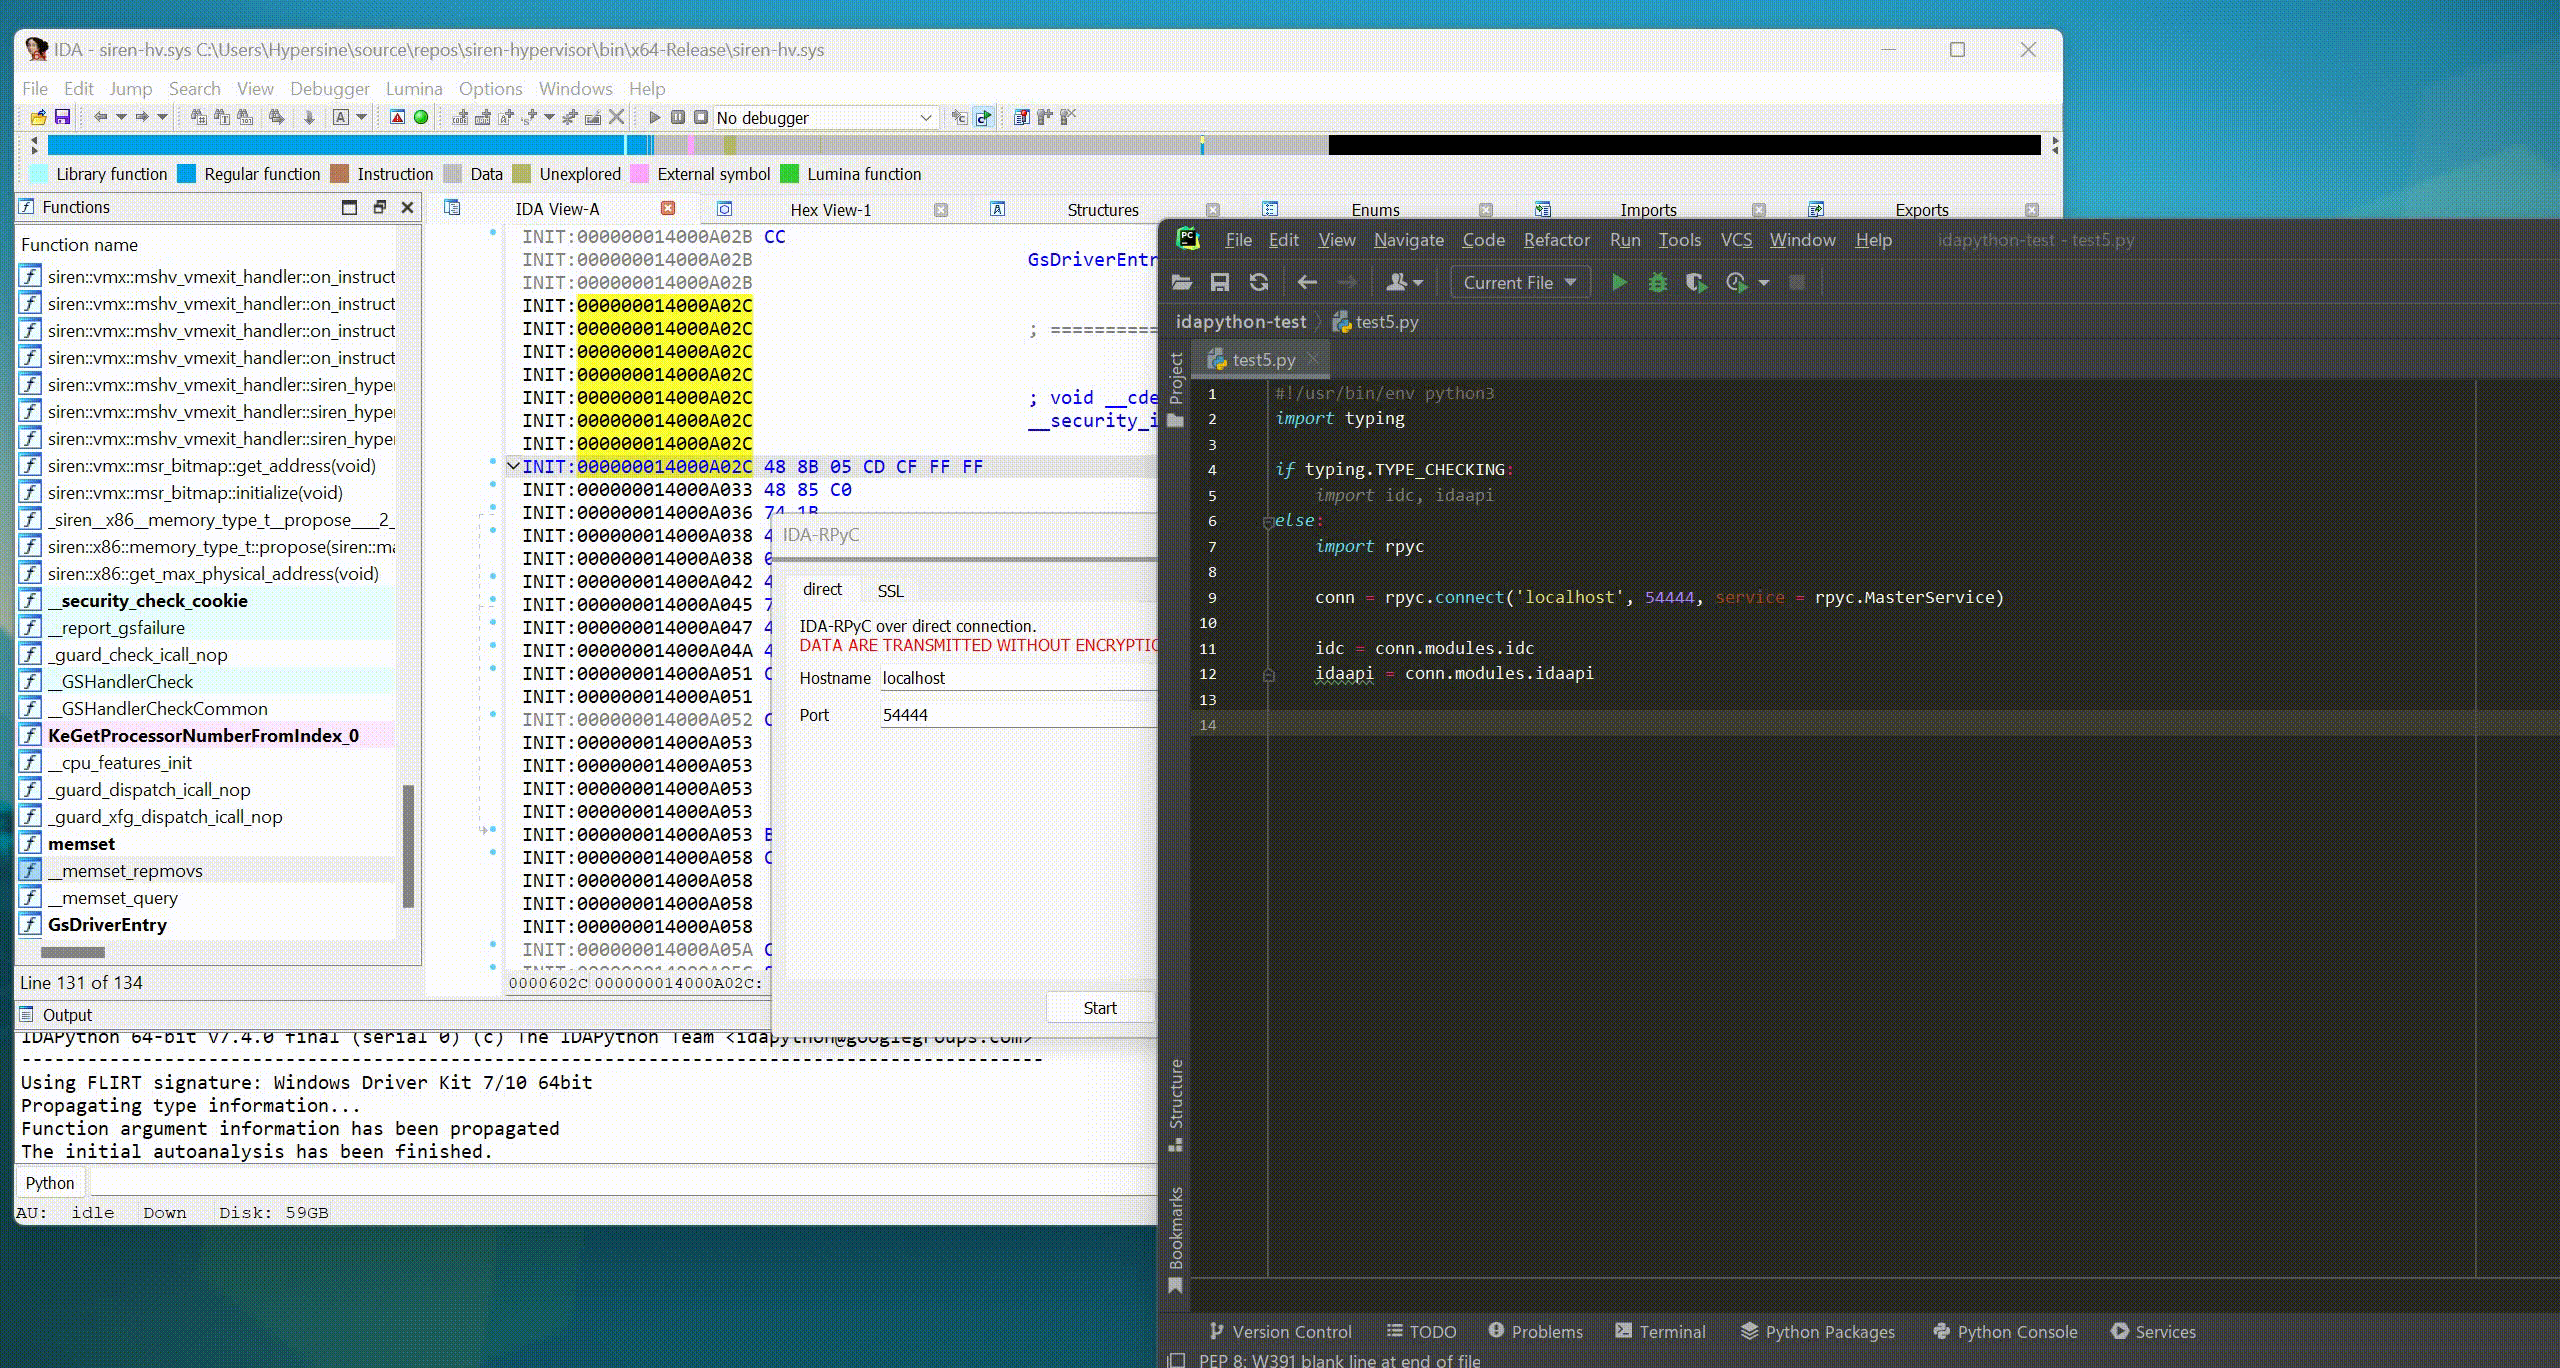 IDA - siren-hv.sys C:\Users\Hypersine\source\repos\siren-hypervisor\bin\x64-Release\siren-hv.sys
File Edit Jump Search View Debugger Lumina Options Windows Help
No debugger
Library function Regular function Instruction Data Unexplored External symbol Lumina function
Functions
Function name
siren::vmx::mshv_vmexit_handler::on_instruct
siren::vmx::mshv_vmexit_handler::on_instruct
siren::vmx::mshv_vmexit_handler::on_instruct
siren::vmx::mshv_vmexit_handler::on_instruct
siren::vmx::mshv_vmexit_handler::siren_hype
siren::vmx::mshv_vmexit_handler::siren_hype
siren::vmx::mshv_vmexit_handler::siren_hype
siren::vmx::msr_bitmap::get_address(void)
siren::vmx::msr_bitmap::initialize(void)
_siren__x86__memory_type_t__propose___2_
siren::x86::memory_type_t::propose(siren::m
siren::x86::get_max_physical_address(void)
__security_check_cookie
__report_gsfailure
_guard_check_icall_nop
__GSHandlerCheck
__GSHandlerCheckCommon
KeGetProcessorNumberFromIndex_0
__cpu_features_init
_guard_dispatch_icall_nop
_guard_xfg_dispatch_icall_nop
memset
__memset_repmovs
__memset_query
GsDriverEntry
Line 131 of 134
IDA View-A Hex View-1 Structures Enums Imports Exports
INIT:000000014000A02B CC
INIT:000000014000A02B GsDriverEntr
INIT:000000014000A02B
INIT:000000014000A02C
INIT:000000014000A02C ; ==========
INIT:000000014000A02C
INIT:000000014000A02C
INIT:000000014000A02C ; void __cde
INIT:000000014000A02C __security_i
INIT:000000014000A02C
INIT:000000014000A02C 48 8B 05 CD CF FF FF
INIT:000000014000A033 48 85 C0
INIT:000000014000A036 74 1B
INIT:000000014000A038 4
INIT:000000014000A038 0
INIT:000000014000A042 4
INIT:000000014000A045 7
INIT:000000014000A047 4
INIT:000000014000A04A 4
INIT:000000014000A051 C
INIT:000000014000A051
INIT:000000014000A052 C
INIT:000000014000A053
INIT:000000014000A053
INIT:000000014000A053
INIT:000000014000A053
INIT:000000014000A053 B
INIT:000000014000A058 C
INIT:000000014000A058
INIT:000000014000A058
INIT:000000014000A058
INIT:000000014000A05A C
0000602C 000000014000A02C:
IDA-RPyC
direct SSL
IDA-RPyC over direct connection.
DATA ARE TRANSMITTED WITHOUT ENCRYPTIO
Hostname localhost
Port 54444
Start
Output
IDAPython 64-bit v7.4.0 final (serial 0) (c) The IDAPython Team <idapython@googlegroups.com>
---------------------------------------------------------------------------------------------
Using FLIRT signature: Windows Driver Kit 7/10 64bit
Propagating type information...
Function argument information has been propagated
The initial autoanalysis has been finished.
Python
AU: idle Down Disk: 59GB
PC File Edit View Navigate Code Refactor Run Tools VCS Window Help idapython-test - test5.py
Current File
idapython-test test5.py
Project
test5.py
1 #!/usr/bin/env python3
2 import typing
3
4 if typing.TYPE_CHECKING:
5 import idc, idaapi
6 else:
7 import rpyc
8
9 conn = rpyc.connect('localhost', 54444, service = rpyc.MasterService)
10
11 idc = conn.modules.idc
12 idaapi = conn.modules.idaapi
13
14
Structure
Bookmarks
Version Control TODO Problems Terminal Python Packages Python Console Services
PEP 8: W391 blank line at end of file